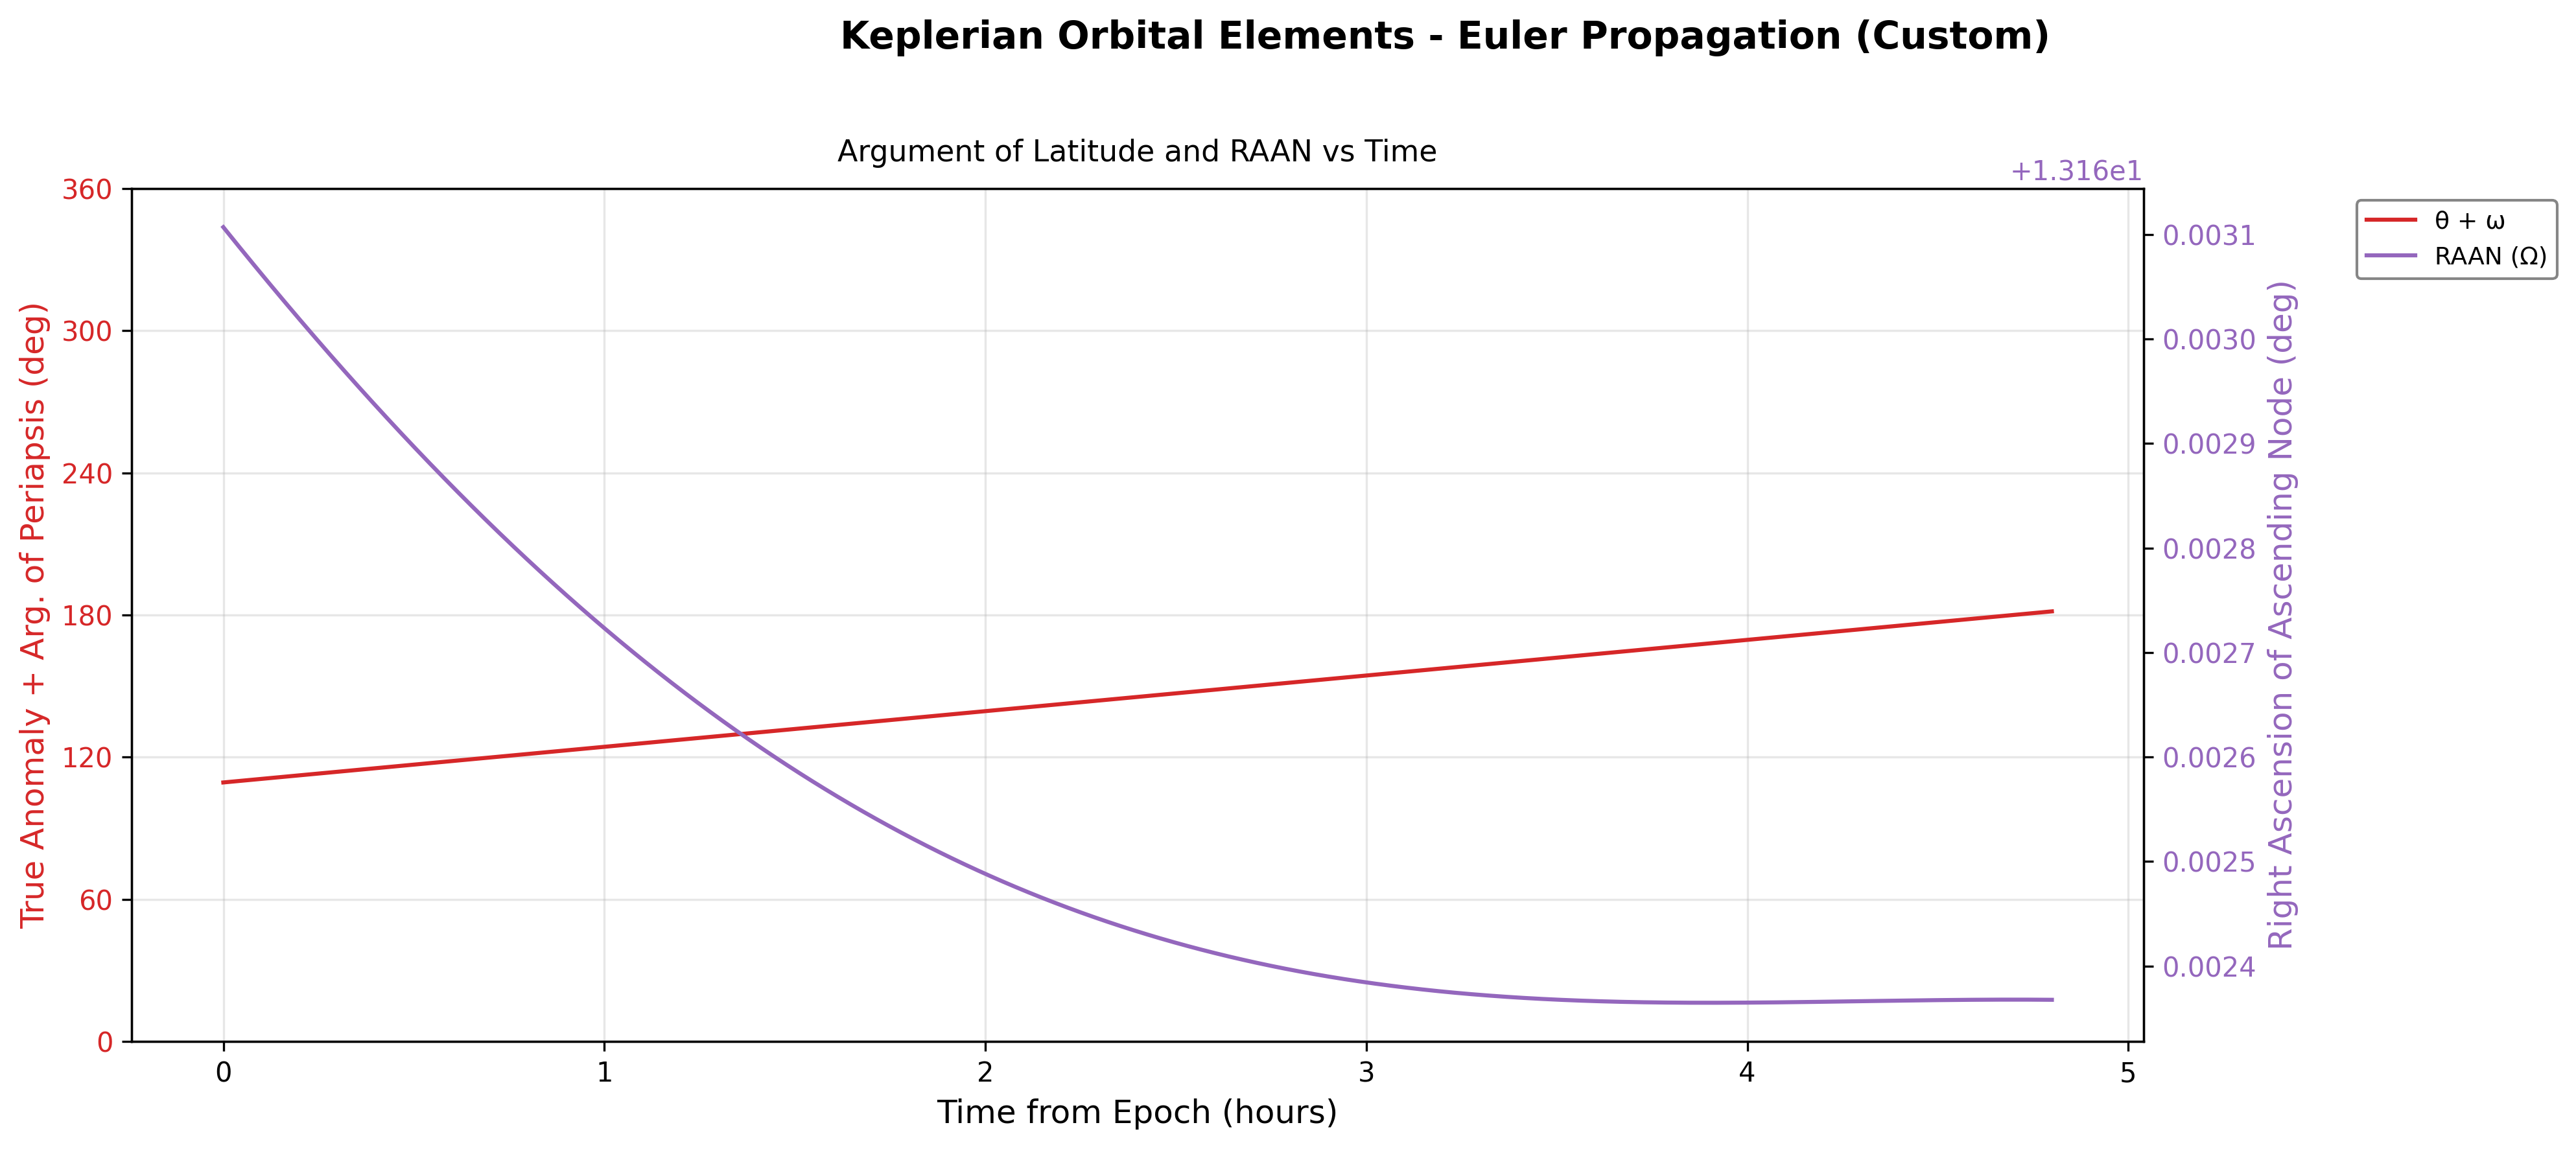 Keplerian Orbital Elements - Euler Propagation (Custom)
Argument of Latitude and RAAN vs Time
+1.316e1
True Anomaly + Arg. of Periapsis (deg)
360
300
240
180
120
60
0
0 1 2 3 4 5
Time from Epoch (hours)
0.0031
0.0030
0.0029
0.0028
0.0027
0.0026
0.0025
0.0024
Right Ascension of Ascending Node (deg)
θ + ω
RAAN (Ω)